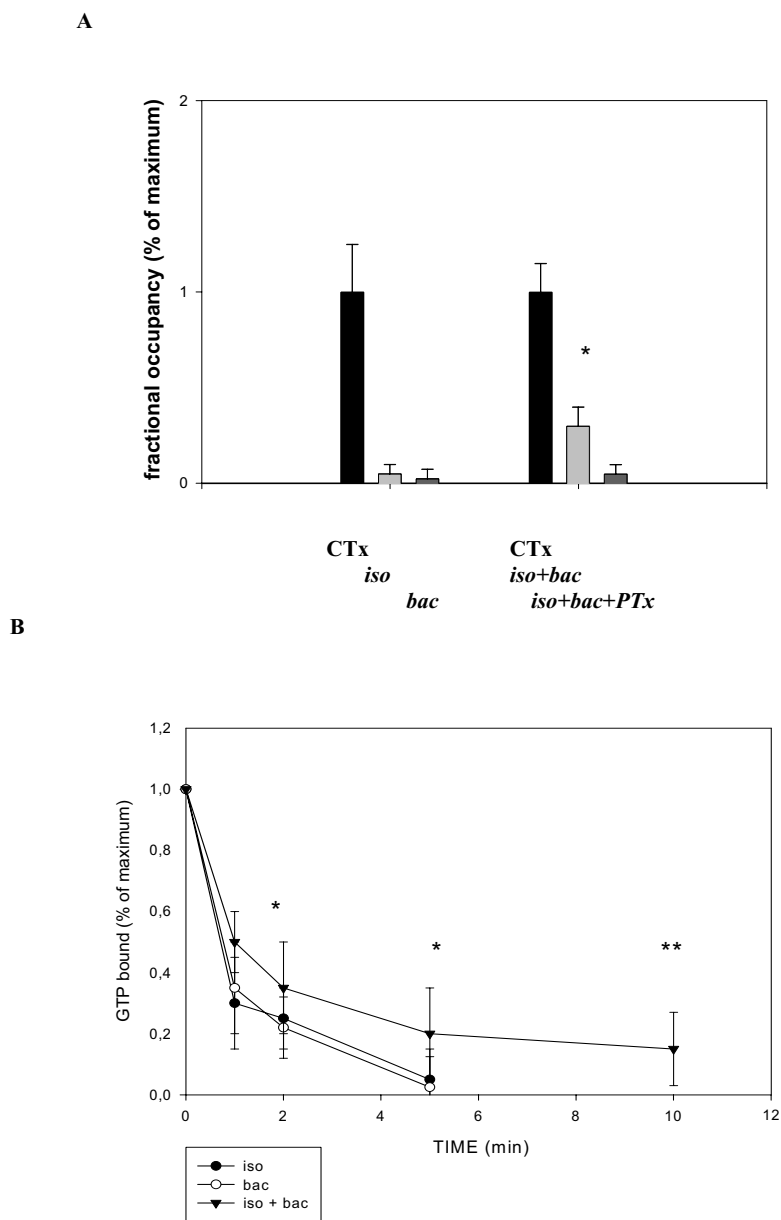 A
fractional occupancy (% of maximum)
2
1
0
*
CTx CTx
iso iso+bac
bac iso+bac+PTx
B
GTP bound (% of maximum)
1,2
1,0
0,8
0,6
0,4
0,2
0,0
* * **
0 2 4 6 8 10 12
TIME (min)
iso
bac
iso + bac